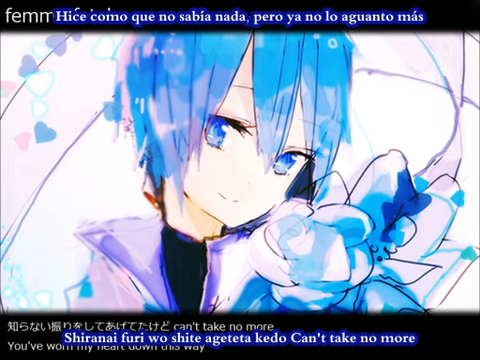 Hice como que no sabía nada, pero ya no lo aguanto más
知らない振りをしてあげてたけど can't take no more
Shiranai furi wo shite ageteta kedo Can't take no more
You've worn my heart down this way